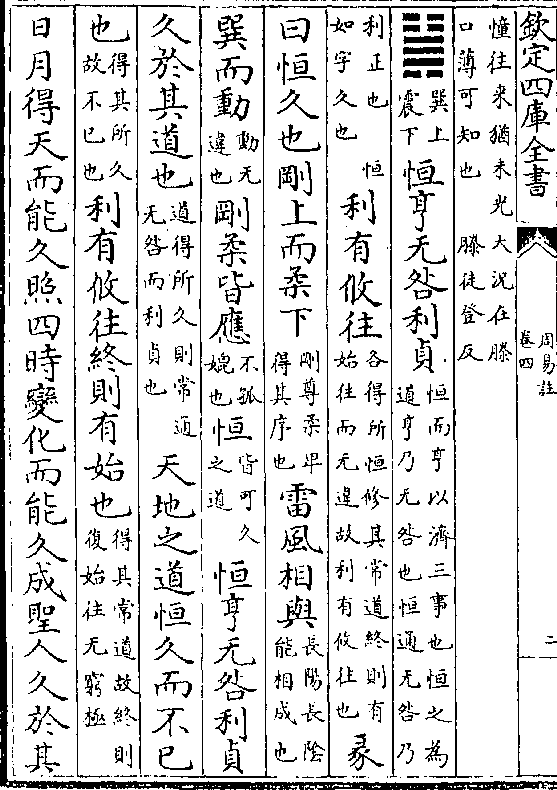 欽定四庫全書
周易註
卷四
二
憧往来猶未光大況在滕
口薄可知也 滕徒登反
䷟巽上震下恒亨无咎利貞恒而亨以濟三事也恒之為道亨乃无咎也恒通无咎乃
利正也 恒如字久也利有攸往各得所恒修其常道終則有始往而无違故利有攸往也彖
曰恒久也剛上而柔下剛尊柔卑得其序也雷風相與長陽長陰能相成也
巽而動動无違也剛柔皆應不孤媲也恒皆可久之道恒亨无咎利貞
久於其道也道得所久則常通无咎而利貞也天地之道恒久而不已
也得其所久故不已也利有攸往終則有始也得其常道故終則復始往无窮極
日月得天而能久照四時變化而能久成聖人久於其